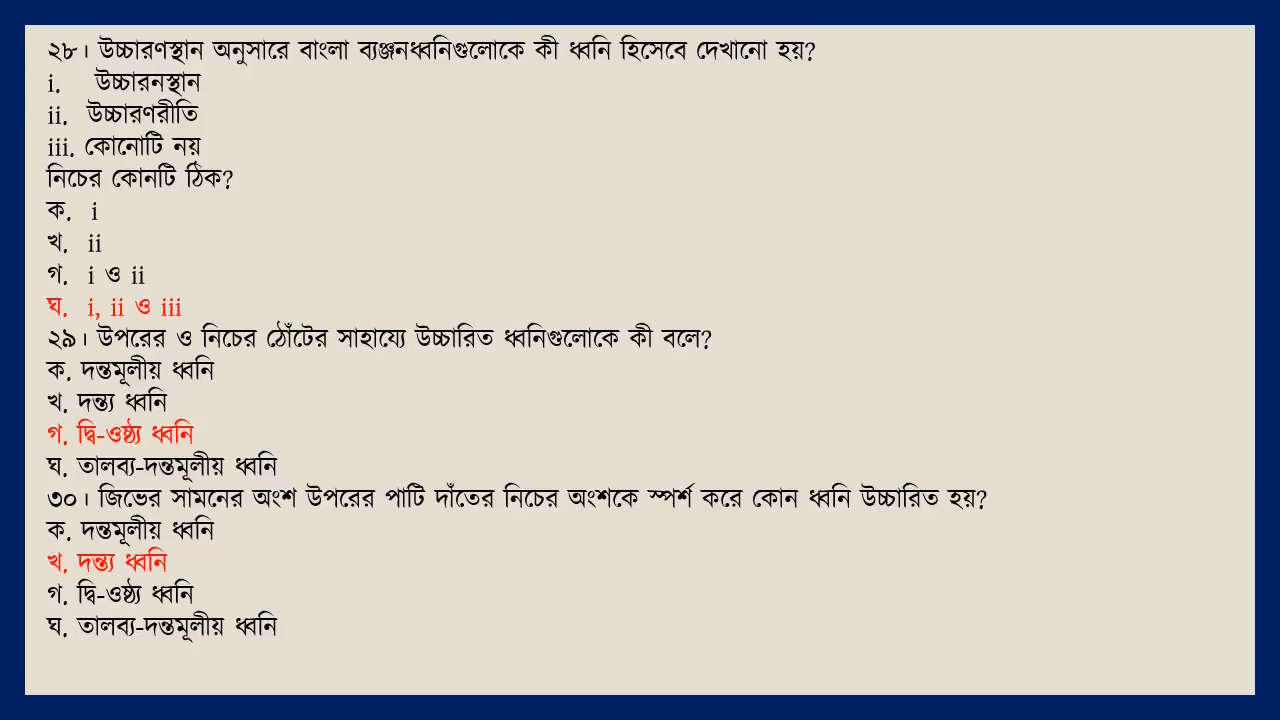 ২৮। উচ্চারণস্থান অনুসারে বাংলা ব্যঞ্জনধ্বনিগুলোকে কী ধ্বনি হিসেবে দেখানো হয়?
i. উচ্চারনস্থান
ii. উচ্চারণরীতি
iii. কোনোটি নয়
নিচের কোনটি ঠিক?
ক. i
খ. ii
গ. i ও ii
ঘ. i, ii ও iii
২৯। উপরের ও নিচের ঠোঁটের সাহায্যে উচ্চারিত ধ্বনিগুলোকে কী বলে?
ক. দন্তমূলীয় ধ্বনি
খ. দন্ত্য ধ্বনি
গ. দ্বি-ওষ্ঠ্য ধ্বনি
ঘ. তালব্য-দন্তমূলীয় ধ্বনি
৩০। জিভের সামনের অংশ উপরের পাটি দাঁতের নিচের অংশকে স্পর্শ করে কোন ধ্বনি উচ্চারিত হয়?
ক. দন্তমূলীয় ধ্বনি
খ. দন্ত্য ধ্বনি
গ. দ্বি-ওষ্ঠ্য ধ্বনি
ঘ. তালব্য-দন্তমূলীয় ধ্বনি